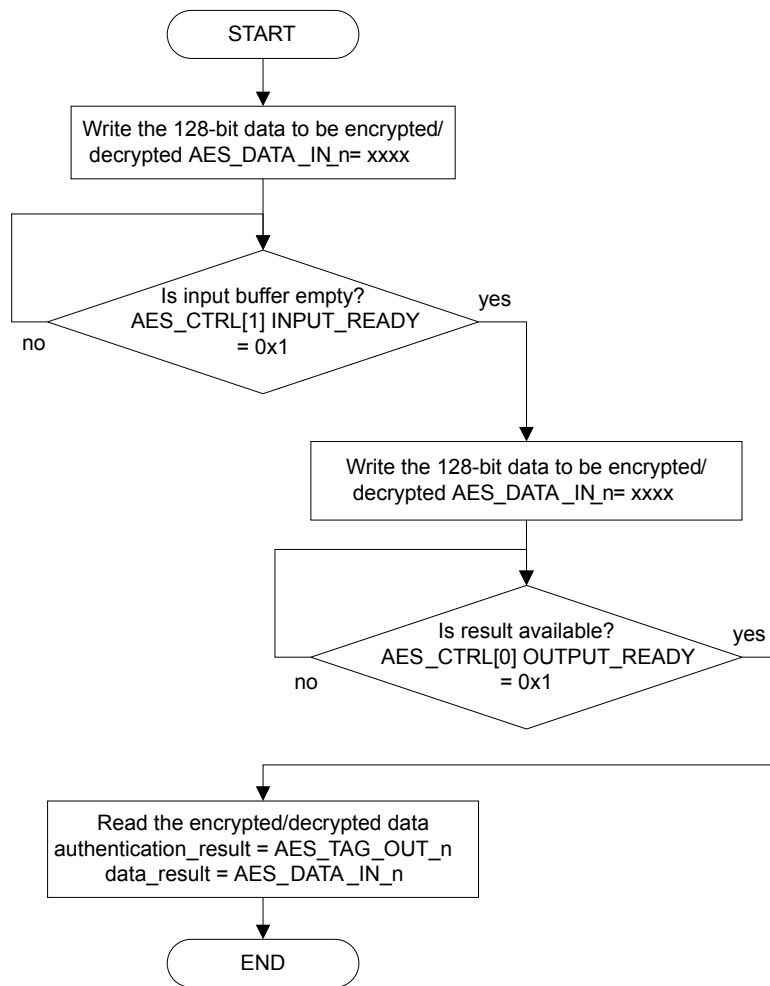 START
Write the 128-bit data to be encrypted/
decrypted AES_DATA_IN_n= xxxx
Is input buffer empty?
AES_CTRL[1] INPUT_READY
= 0x1
yes
no
Write the 128-bit data to be encrypted/
decrypted AES_DATA_IN_n= xxxx
Is result available?
AES_CTRL[0] OUTPUT_READY
= 0x1
yes
no
Read the encrypted/decrypted data
authentication_result = AES_TAG_OUT_n
data_result = AES_DATA_IN_n
END